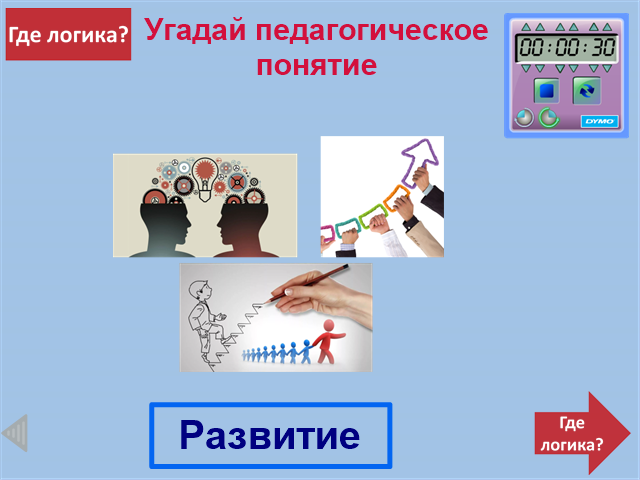 Где логика?
Угадай педагогическое
понятие
00:00:30
DYMO
Развитие
Где
логика?